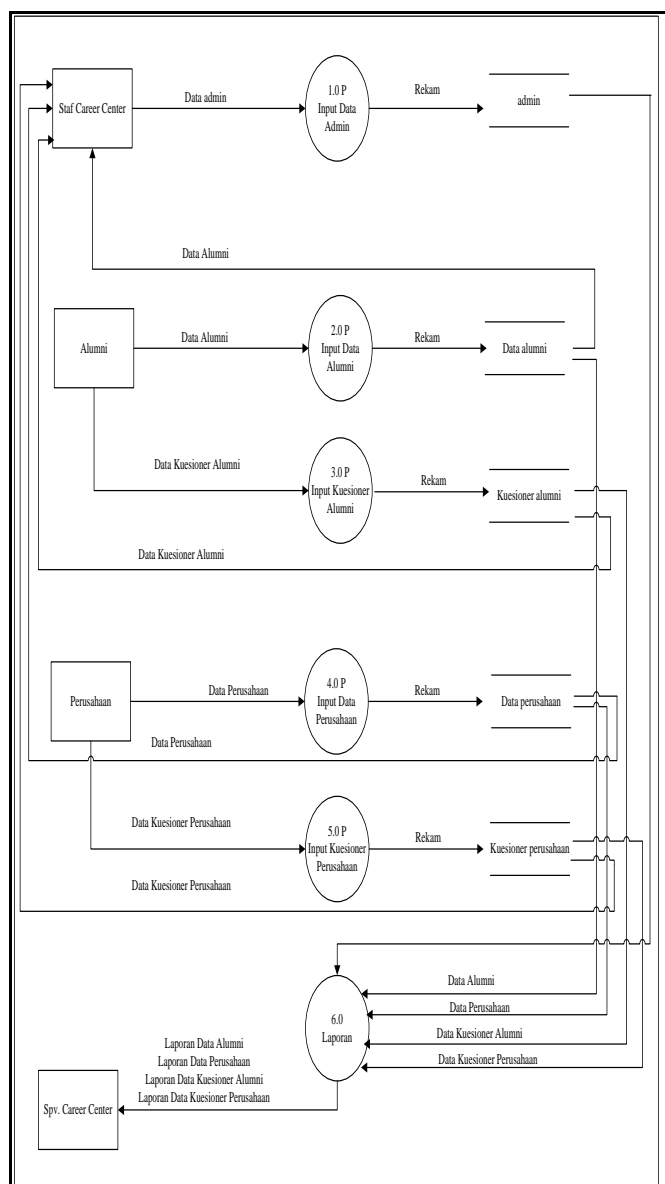 Staf Career Center
Data admin
1.0 P
Input Data
Admin
Rekam
admin
Data Alumni
Alumni
Data Alumni
2.0 P
Input Data
Alumni
Rekam
Data alumni
Data Kuesioner Alumni
3.0 P
Input Kuesioner
Alumni
Rekam
Kuesioner alumni
Data Kuesioner Alumni
Perusahaan
Data Perusahaan
4.0 P
Input Data
Perusahaan
Rekam
Data perusahaan
Data Perusahaan
Data Kuesioner Perusahaan
5.0 P
Input Kuesioner
Perusahaan
Rekam
Kuesioner perusahaan
Data Kuesioner Perusahaan
6.0
Laporan
Data Alumni
Data Perusahaan
Data Kuesioner Alumni
Data Kuesioner Perusahaan
Laporan Data Alumni
Laporan Data Perusahaan
Laporan Data Kuesioner Alumni
Laporan Data Kuesioner Perusahaan
Spv. Career Center